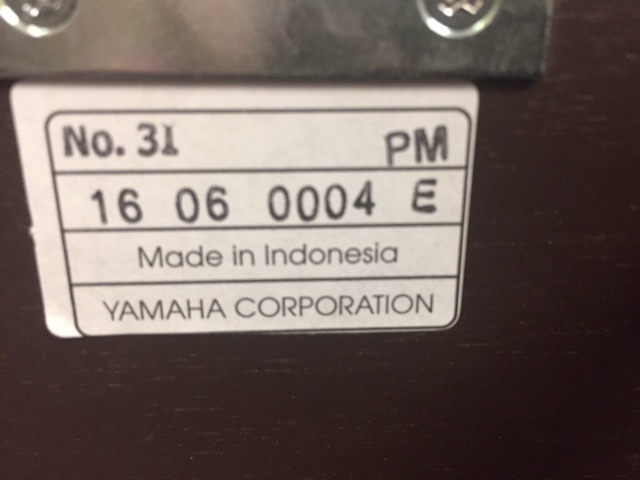 No. 31 PM
16 06 0004 E
Made in Indonesia
YAMAHA CORPORATION